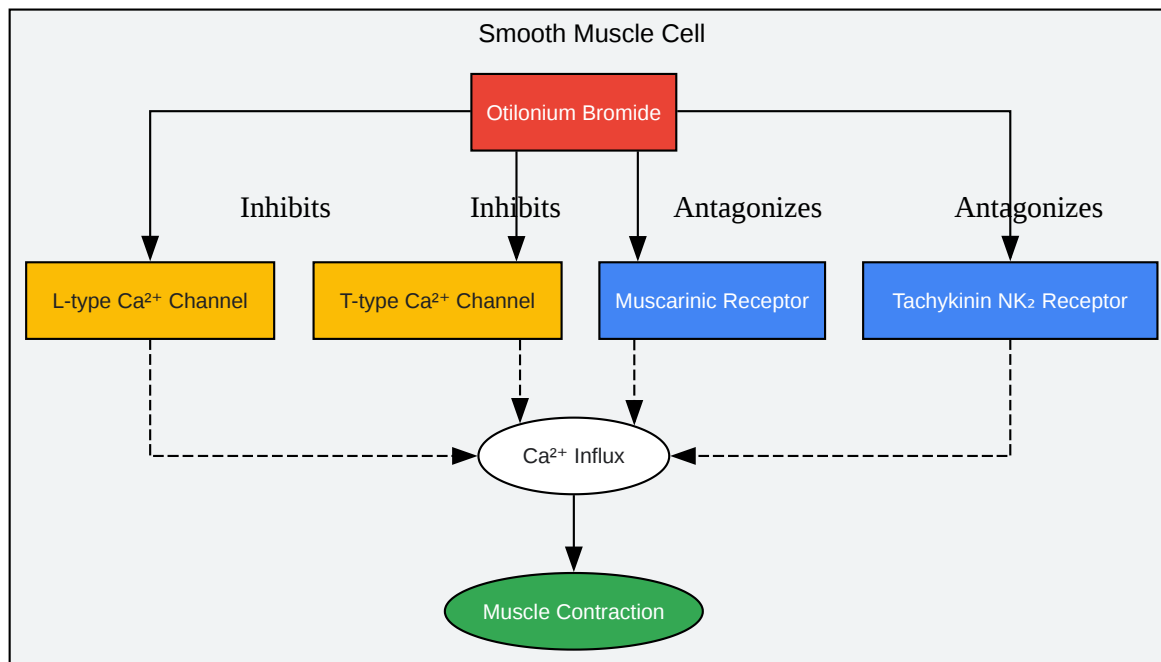 Smooth Muscle Cell
Otilonium Bromide
Inhibits
Inhibits
Antagonizes
Antagonizes
L-type Ca²⁺ Channel
T-type Ca²⁺ Channel
Muscarinic Receptor
Tachykinin NK₂ Receptor
Ca²⁺ Influx
Muscle Contraction